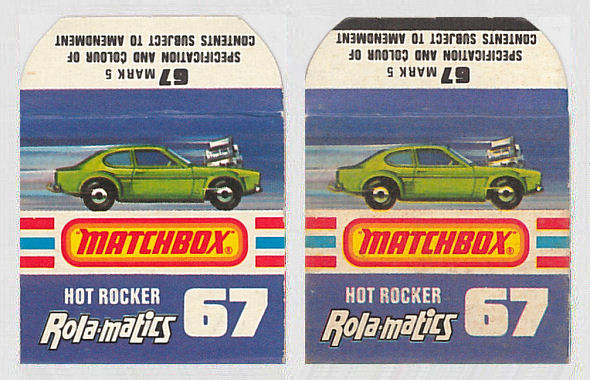 67 MARK 5
SPECIFICATION AND COLOUR OF
CONTENTS SUBJECT TO AMENDMENT
"MATCHBOX"®
HOT ROCKER
Rola-matics
67
67 MARK 5
SPECIFICATION AND COLOUR OF
CONTENTS SUBJECT TO AMENDMENT
"MATCHBOX"®
HOT ROCKER
Rola-matics
67